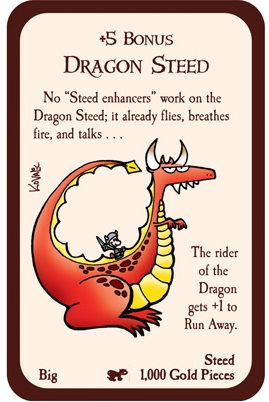 +5 Bonus
Dragon Steed
No “Steed enhancers” work on the
Dragon Steed; it already flies, breathes
fire, and talks . . .
Kovalic
The rider
of the
Dragon
gets +1 to
Run Away.
Steed
Big 1,000 Gold Pieces